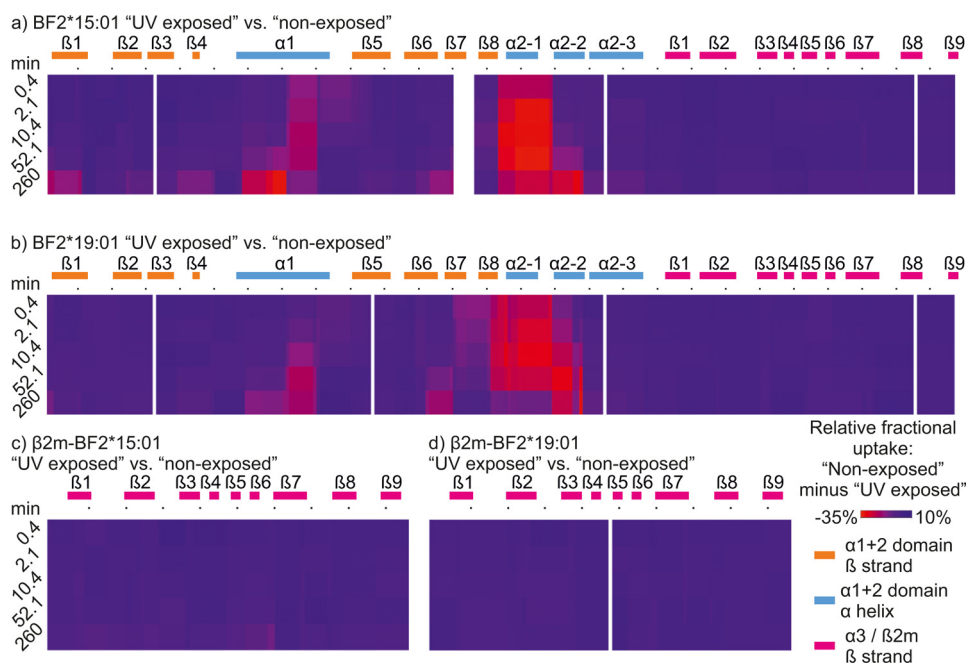 a) BF2*15:01 “UV exposed” vs. “non-exposed”
ß1 ß2 ß3 ß4 α1 ß5 ß6 ß7 ß8 α2-1 α2-2 α2-3 ß1 ß2 ß3 ß4 ß5 ß6 ß7 ß8 ß9
min
0.4
2.1
10.4
52.1
260
b) BF2*19:01 “UV exposed” vs. “non-exposed”
ß1 ß2 ß3 ß4 α1 ß5 ß6 ß7 ß8 α2-1 α2-2 α2-3 ß1 ß2 ß3 ß4 ß5 ß6 ß7 ß8 ß9
min
0.4
2.1
10.4
52.1
260
c) β2m-BF2*15:01
“UV exposed” vs. “non-exposed”
ß1 ß2 ß3 ß4 ß5 ß6 ß7 ß8 ß9
min
0.4
2.1
10.4
52.1
260
d) β2m-BF2*19:01
“UV exposed” vs. “non-exposed”
ß1 ß2 ß3 ß4 ß5 ß6 ß7 ß8 ß9
Relative fractional
uptake:
“Non-exposed”
minus “UV exposed”
-35% 10%
α1+2 domain
ß strand
α1+2 domain
α helix
α3 / ß2m
ß strand